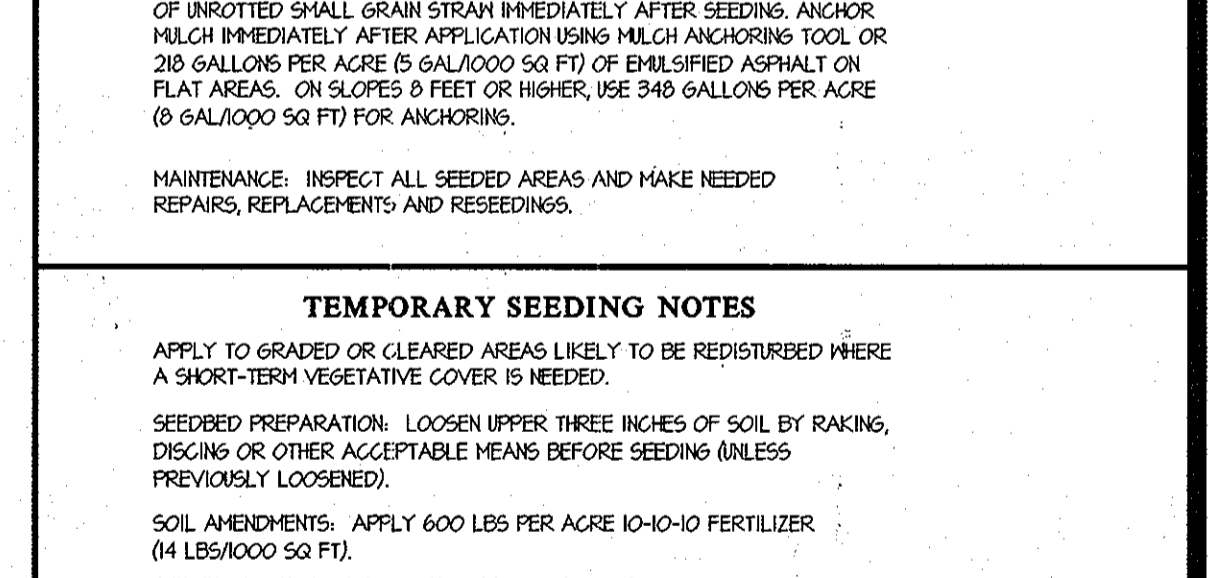 OF UNROTTED SMALL GRAIN STRAW IMMEDIATELY AFTER SEEDING. ANCHOR
MULCH IMMEDIATELY AFTER APPLICATION USING MULCH ANCHORING TOOL OR
218 GALLONS PER ACRE (5 GAL/1000 SQ FT) OF EMULSIFIED ASPHALT ON
FLAT AREAS. ON SLOPES 8 FEET OR HIGHER, USE 348 GALLONS PER ACRE
(8 GAL/1000 SQ FT) FOR ANCHORING.
MAINTENANCE: INSPECT ALL SEEDED AREAS AND MAKE NEEDED
REPAIRS, REPLACEMENTS AND RESEEDINGS.
TEMPORARY SEEDING NOTES
APPLY TO GRADED OR CLEARED AREAS LIKELY TO BE REDISTURBED WHERE
A SHORT-TERM VEGETATIVE COVER IS NEEDED.
SEEDBED PREPARATION: LOOSEN UPPER THREE INCHES OF SOIL BY RAKING,
DISCING OR OTHER ACCEPTABLE MEANS BEFORE SEEDING (UNLESS
PREVIOUSLY LOOSENED).
SOIL AMENDMENTS: APPLY 600 LBS PER ACRE 10-10-10 FERTILIZER
(14 LBS/1000 SQ FT).